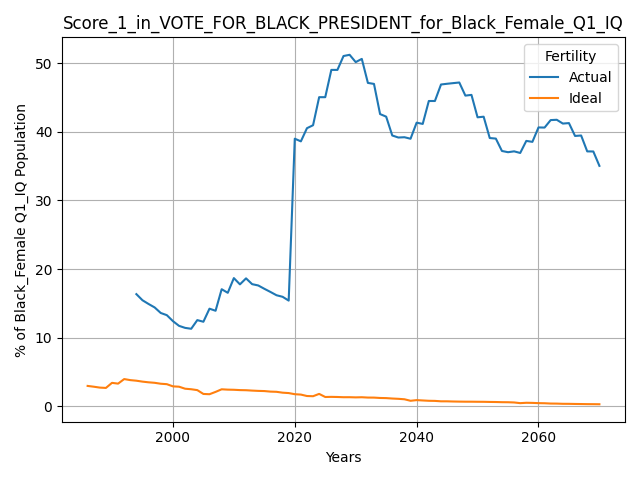 Score_1_in_VOTE_FOR_BLACK_PRESIDENT_for_Black_Female_Q1_IQ
Fertility
Actual
Ideal
% of Black_Female Q1_IQ Population
50
40
30
20
10
0
2000
2020
2040
2060
Years